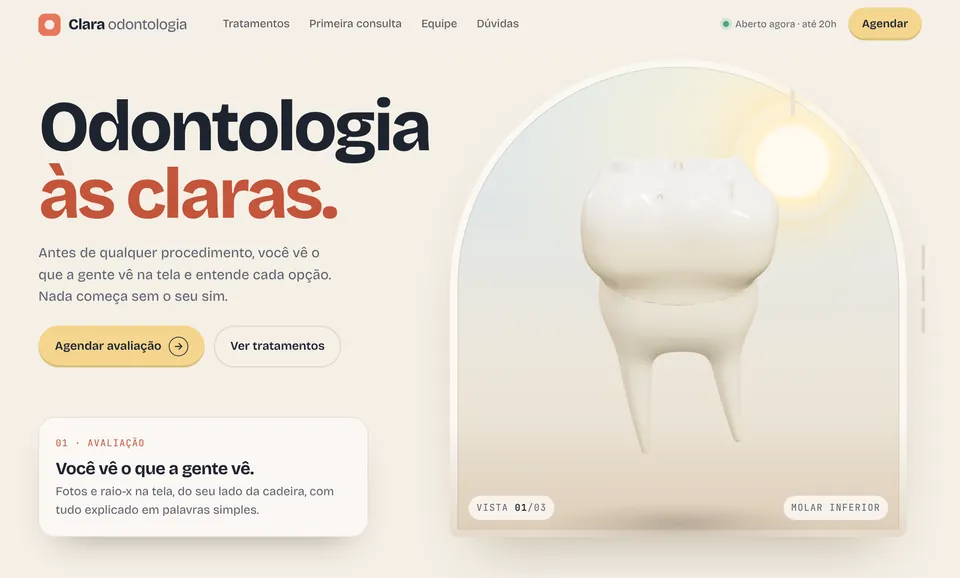 Clara odontologia
Tratamentos
Primeira consulta
Equipe
Dúvidas
Aberto agora · até 20h
Agendar
Odontologia
às claras.
Antes de qualquer procedimento, você vê o
que a gente vê na tela e entende cada opção.
Nada começa sem o seu sim.
Agendar avaliação
Ver tratamentos
01 · AVALIAÇÃO
Você vê o que a gente vê.
Fotos e raio-x na tela, do seu lado da cadeira, com
tudo explicado em palavras simples.
VISTA 01/03
MOLAR INFERIOR